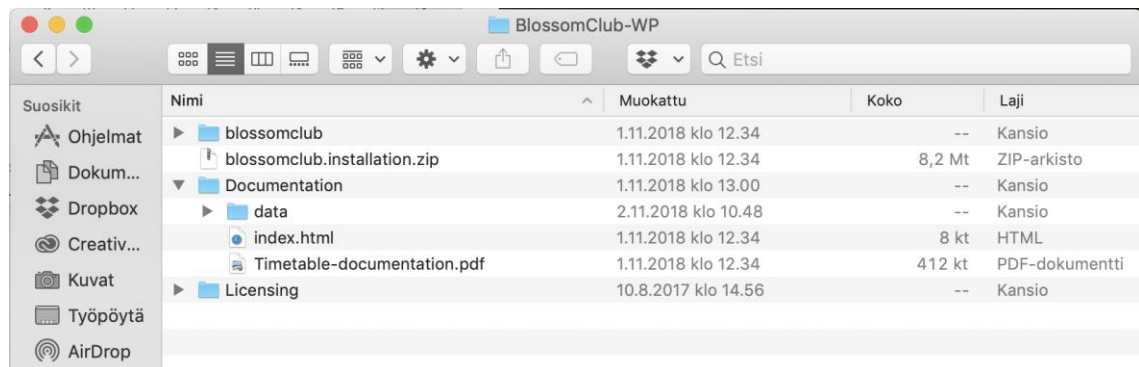 BlossomClub-WP
Etsi
Suosikit
Ohjelmat
Dokum...
Dropbox
Creativ...
Kuvat
Työpöytä
AirDrop
Nimi Muokattu Koko Laji
blossomclub 1.11.2018 klo 12.34 -- Kansio
blossomclub.installation.zip 1.11.2018 klo 12.34 8,2 Mt ZIP-arkisto
Documentation 1.11.2018 klo 13.00 -- Kansio
data 2.11.2018 klo 10.48 -- Kansio
index.html 1.11.2018 klo 12.34 8 kt HTML
Timetable-documentation.pdf 1.11.2018 klo 12.34 412 kt PDF-dokumentti
Licensing 10.8.2017 klo 14.56 -- Kansio